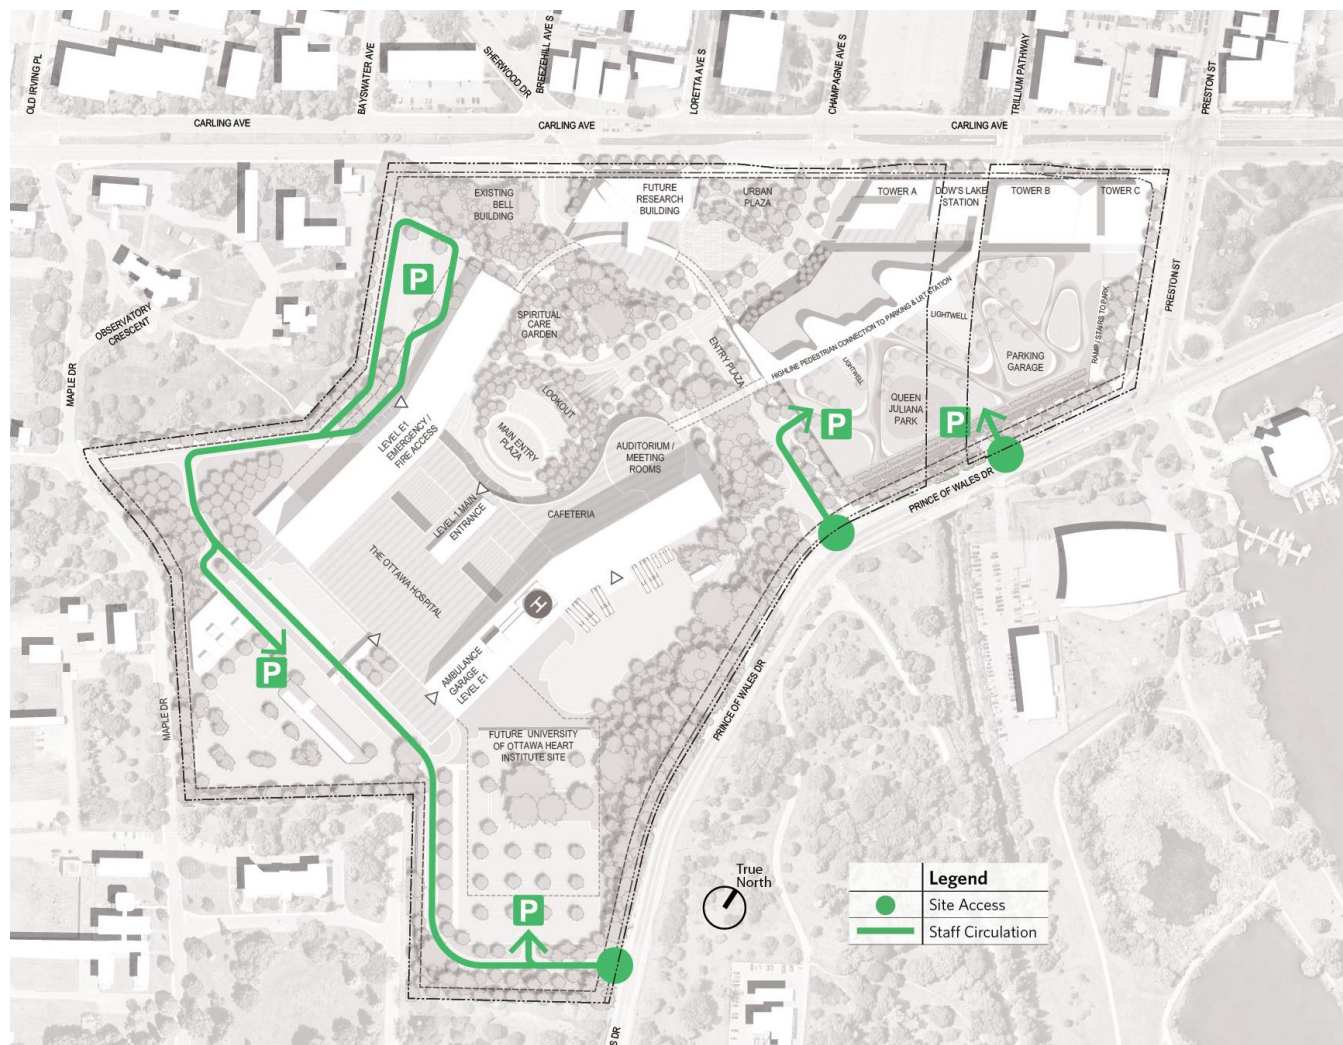 OLD IRVING PL
BAYSWATER AVE
SHERWOOD DR
BREEZEHILL AVE S
LORETTA AVE S
CHAMPAGNE AVE S
TRILLIUM PATHWAY
PRESTON ST
CARLING AVE
CARLING AVE
CARLING AVE
EXISTING
BELL
BUILDING
FUTURE
RESEARCH
BUILDING
URBAN
PLAZA
TOWER A
DOW'S LAKE
STATION
TOWER B
TOWER C
P
OBSERVATORY
CRESCENT
MAPLE DR
SPIRITUAL
CARE
GARDEN
LOOKOUT
MAIN ENTRY
PLAZA
ENTRY PLAZA
HIGHLINE PEDESTRIAN CONNECTION TO PARKING & LRT STATION
LIGHTWELL
LIGHTWELL
PARKING
GARAGE
RAMP / STAIRS TO PARK
PRESTON ST
QUEEN
JULIANA
PARK
P
P
LEVEL E1
EMERGENCY /
FIRE ACCESS
AUDITORIUM /
MEETING
ROOMS
LEVEL 1 MAIN
ENTRANCE
CAFETERIA
PRINCE OF WALES DR
THE OTTAWA HOSPITAL
H
P
AMBULANCE
GARAGE
LEVEL E1
MAPLE DR
PRINCE OF WALES DR
FUTURE UNIVERSITY
OF OTTAWA HEART
INSTITUTE SITE
P
True
North
Legend
Site Access
Staff Circulation
S DR